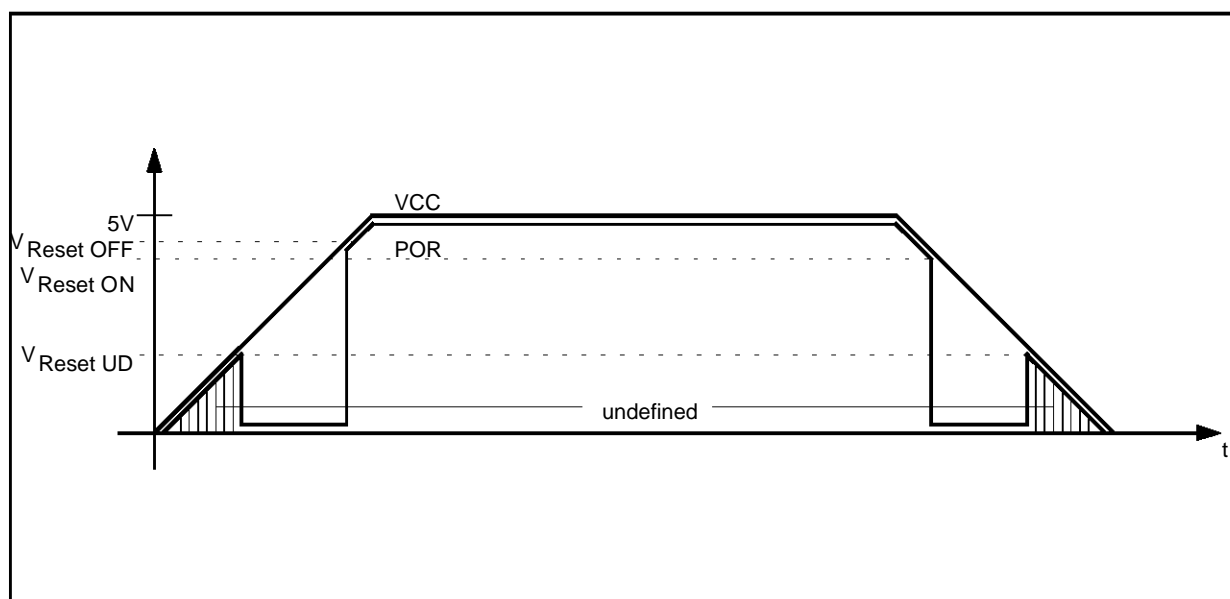 5V
VCC
V Reset OFF
POR
V Reset ON
V Reset UD
undefined
t